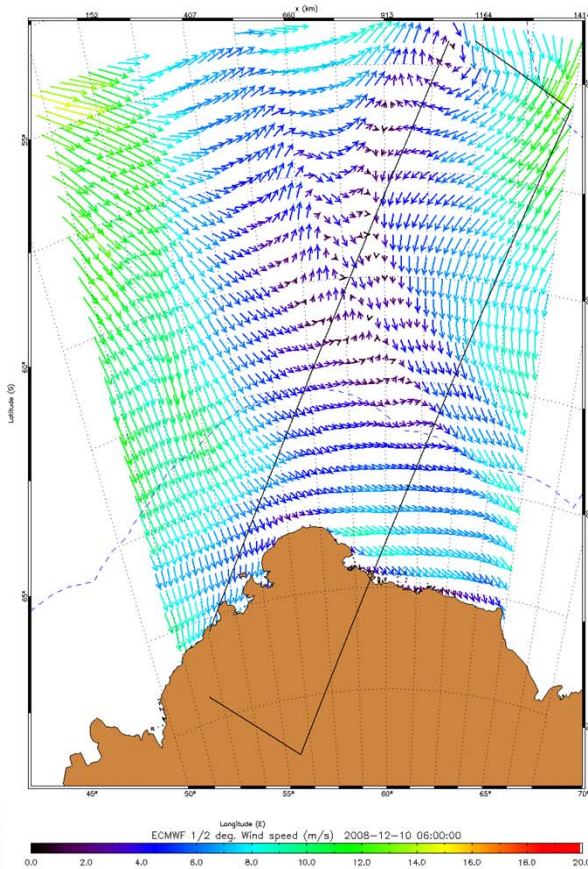 x (km)
152 660 913 1164 141
55°
Latitude (S)
65°
45° 50° 55° 60° 65° 70°
Longitude (E)
ECMWF 1/2 deg. Wind speed (m/s) 2008-12-10 06:00:00
0.0 2.0 4.0 6.0 8.0 10.0 12.0 14.0 16.0 18.0 20.0